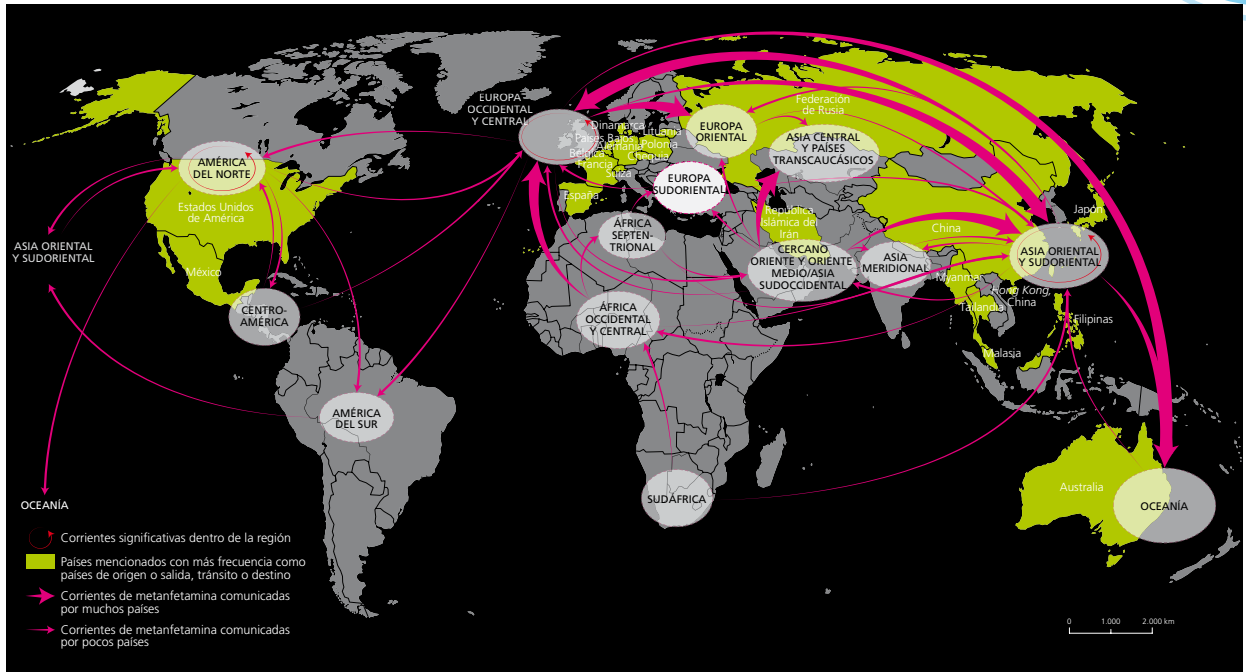 EUROPA
OCCIDENTAL
Y CENTRAL
Dinamarca
Países Bajos
Lituania
Alemania
Polonia
Bélgica
Chequia
Francia
Suiza
España
EUROPA
ORIENTAL
Federación
de Rusia
ASIA CENTRAL
Y PAÍSES
TRANSCAUCÁSICOS
EUROPA
SUDORIENTAL
AMÉRICA
DEL NORTE
Estados Unidos
de América
México
ASIA ORIENTAL
Y SUDORIENTAL
CENTRO-
AMÉRICA
ÁFRICA
SEPTEN-
TRIONAL
República
Islámica del
Irán
CERCANO
ORIENTE Y ORIENTE
MEDIO/ASIA
SUDOCCIDENTAL
ASIA
MERIDIONAL
China
Japón
ASIA ORIENTAL
Y SUDORIENTAL
Myanmar
Hong Kong,
China
Tailandia
Filipinas
Malasia
ÁFRICA
OCCIDENTAL
Y CENTRAL
AMÉRICA
DEL SUR
SUDÁFRICA
Australia
OCEANÍA
OCEANÍA
Corrientes significativas dentro de la región
Países mencionados con más frecuencia como
países de origen o salida, tránsito o destino
Corrientes de metanfetamina comunicadas
por muchos países
Corrientes de metanfetamina comunicadas
por pocos países
0 1.000 2.000 km